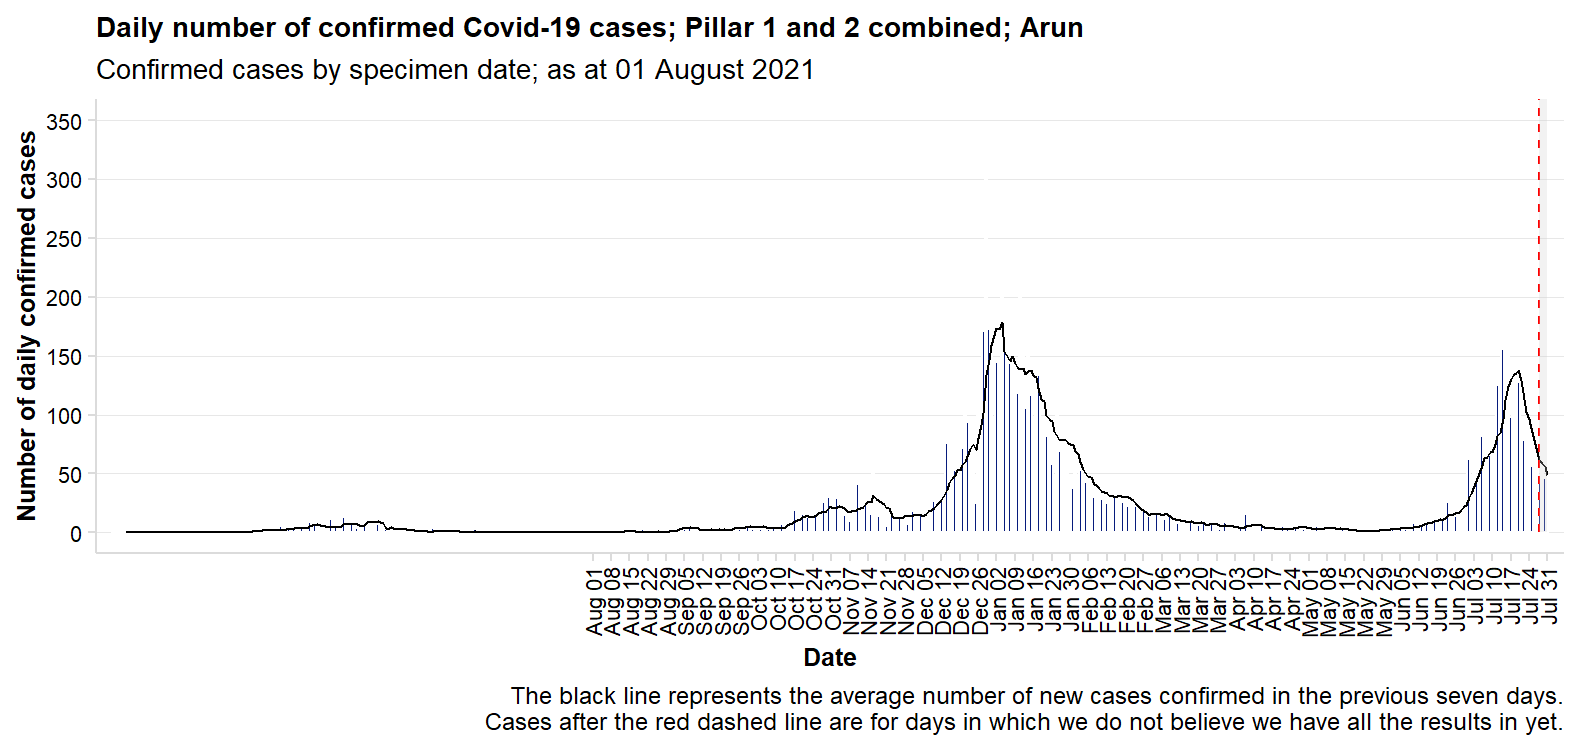 Daily number of confirmed Covid-19 cases; Pillar 1 and 2 combined; Arun
Confirmed cases by specimen date; as at 01 August 2021
Number of daily confirmed cases
350
300
250
200
150
100
50
0
Aug 01
Aug 08
Aug 15
Aug 22
Aug 29
Sep 05
Sep 12
Sep 19
Sep 26
Oct 03
Oct 10
Oct 17
Oct 24
Oct 31
Nov 07
Nov 14
Nov 21
Nov 28
Dec 05
Dec 12
Dec 19
Dec 26
Jan 02
Jan 09
Jan 16
Jan 23
Jan 30
Feb 06
Feb 13
Feb 20
Feb 27
Mar 06
Mar 13
Mar 20
Mar 27
Apr 03
Apr 10
Apr 17
Apr 24
May 01
May 08
May 15
May 22
May 29
Jun 05
Jun 12
Jun 19
Jun 26
Jul 03
Jul 10
Jul 17
Jul 24
Jul 31
Date
The black line represents the average number of new cases confirmed in the previous seven days.
Cases after the red dashed line are for days in which we do not believe we have all the results in yet.